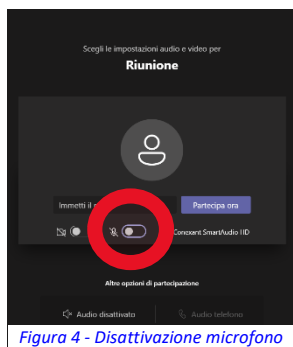 Scegli le impostazioni audio e video per
Riunione
Immetti il
Partecipa ora
Conexant SmartAudio HD
Altre opzioni di partecipazione
Audio disattivato
Audio telefono
Figura 4 - Disattivazione microfono